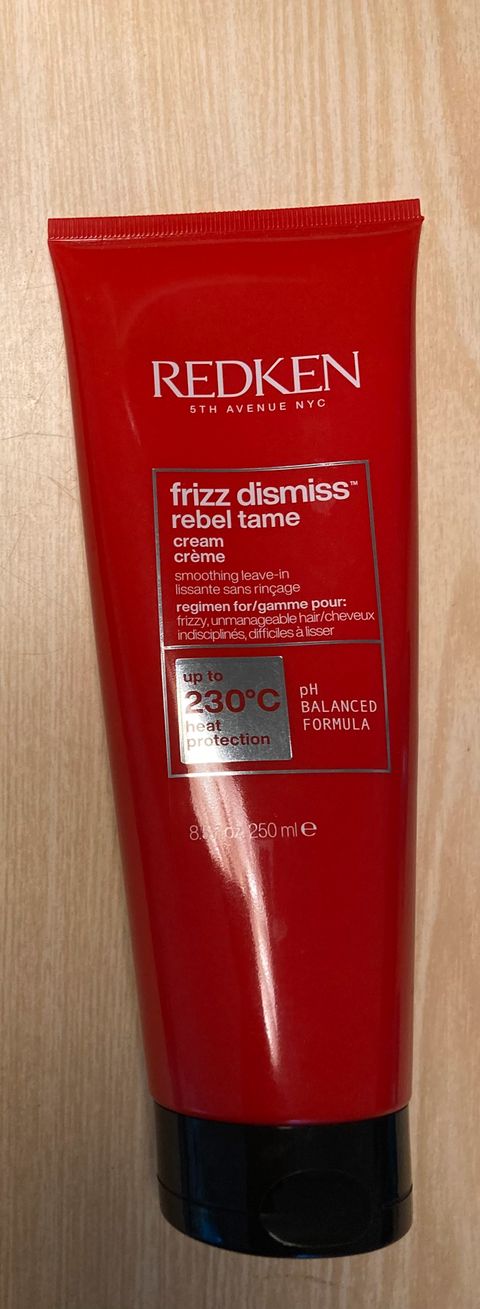 REDKEN
5TH AVENUE NYC
frizz dismiss™
rebel tame
cream
crème
smoothing leave-in
lissante sans rinçage
regimen for/gamme pour:
frizzy, unmanageable hair/cheveux
indisciplinés, difficiles à lisser
up to
230°C
heat
protection
pH
BALANCED
FORMULA
oz. 250 ml e